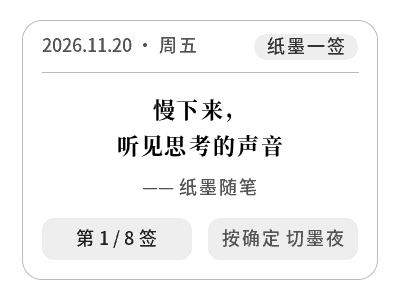 2026.11.20 · 周五 纸墨一签
慢下来，
听见思考的声音
—— 纸墨随笔
第 1 / 8 签 按确定 切墨夜